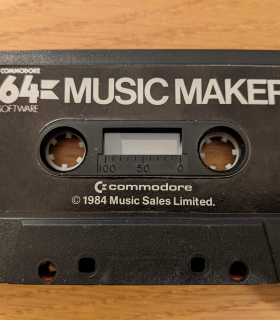 COMMODORE
64
SOFTWARE
MUSIC MAKER
100 50 0
commodore
© 1984 Music Sales Limited.